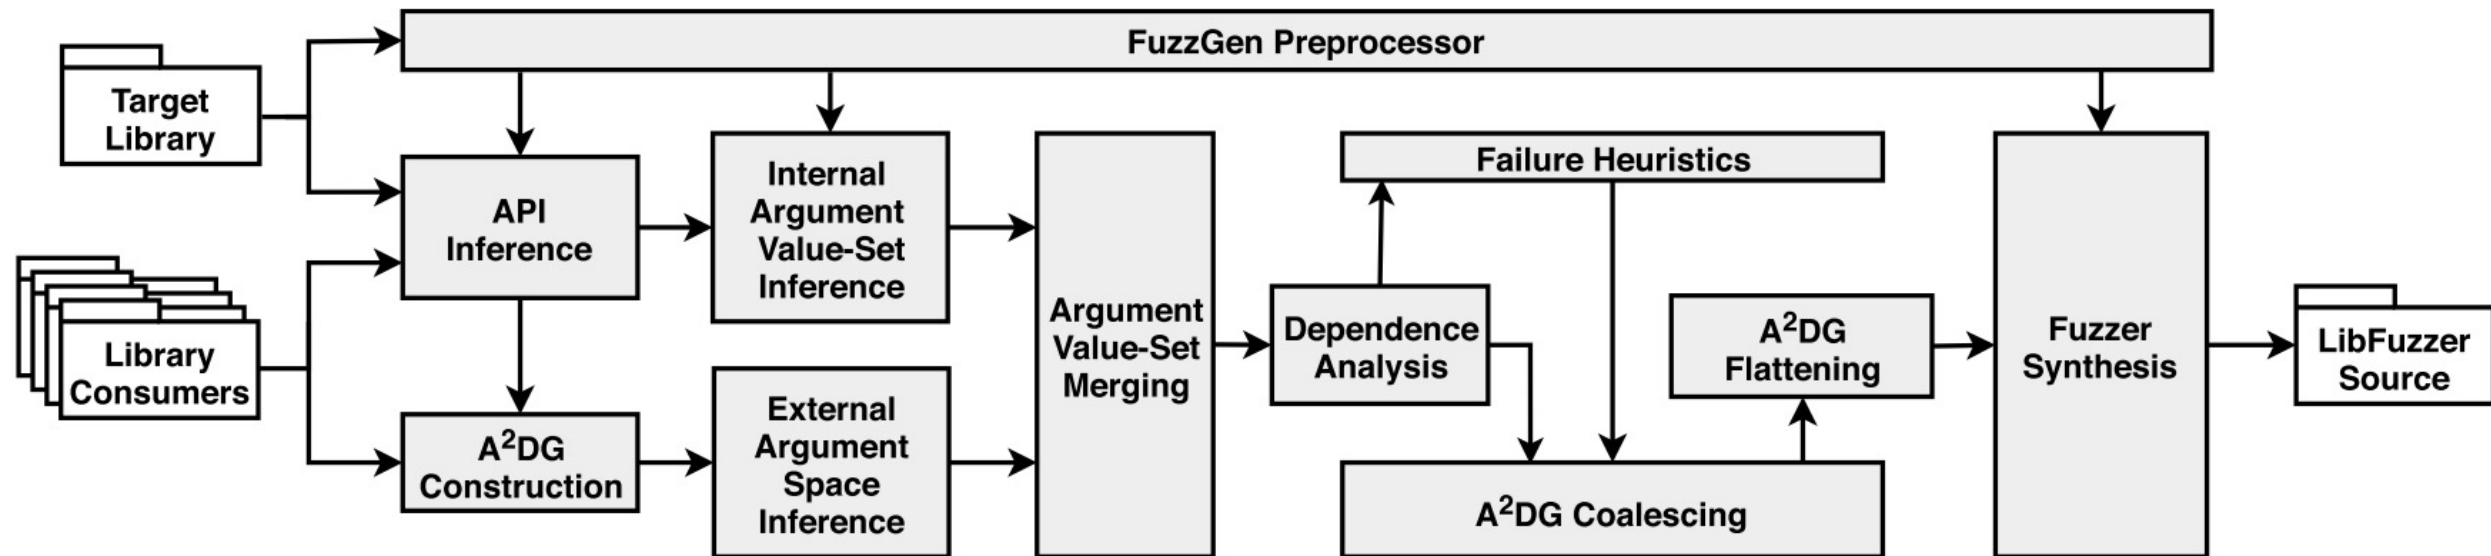 FuzzGen Preprocessor
Target
Library
API
Inference
Internal
Argument
Value-Set
Inference
Failure Heuristics
Library
Consumers
A²DG
Construction
External
Argument
Space
Inference
Argument
Value-Set
Merging
Dependence
Analysis
A²DG
Flattening
Fuzzer
Synthesis
LibFuzzer
Source
A²DG Coalescing